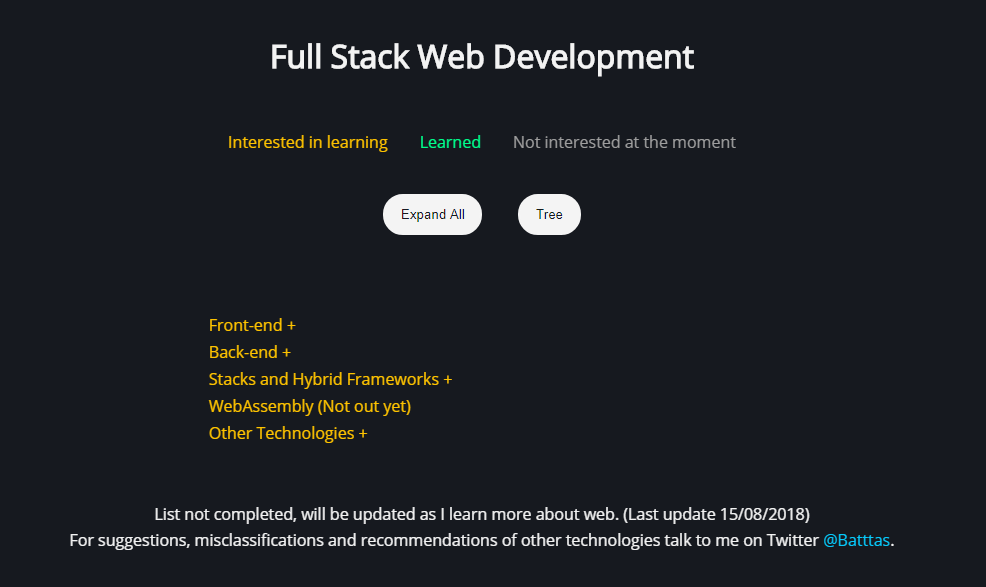 Full Stack Web Development
Interested in learning Learned Not interested at the moment
Expand All Tree
Front-end +
Back-end +
Stacks and Hybrid Frameworks +
WebAssembly (Not out yet)
Other Technologies +
List not completed, will be updated as I learn more about web. (Last update 15/08/2018)
For suggestions, misclassifications and recommendations of other technologies talk to me on Twitter @Batttas.